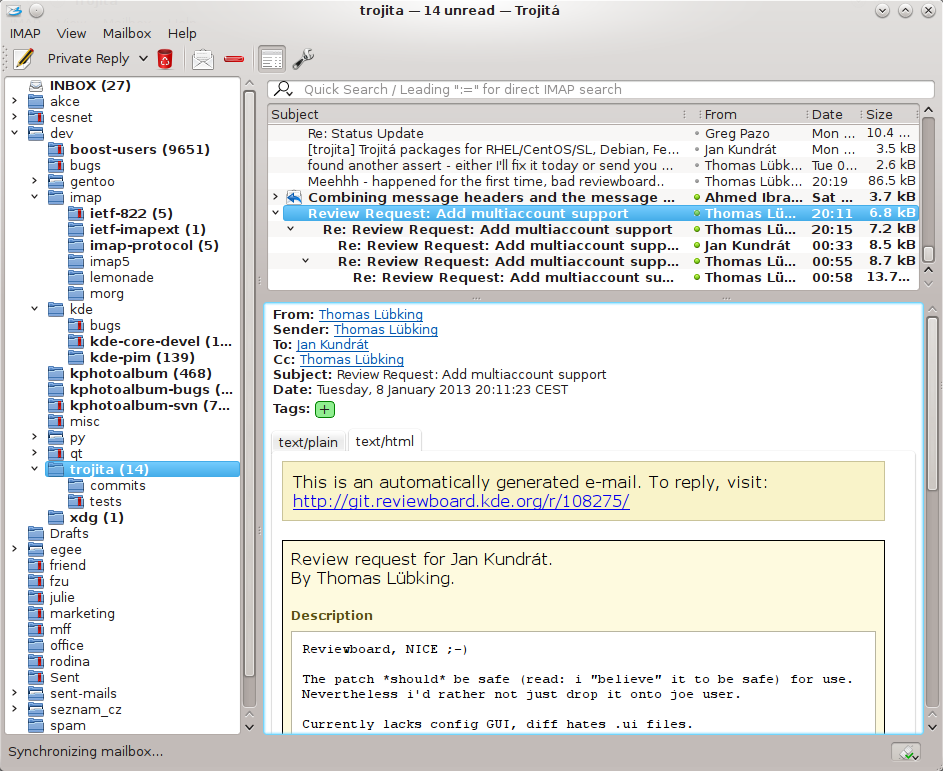 trojita — 14 unread — Trojitá
IMAP View Mailbox Help
Private Reply
INBOX (27)
akce
cesnet
dev
boost-users (9651)
bugs
gentoo
imap
ietf-822 (5)
ietf-imapext (1)
imap-protocol (5)
imap5
lemonade
morg
kde
bugs
kde-core-devel (1...
kde-pim (139)
kphotoalbum (468)
kphotoalbum-bugs (...
kphotoalbum-svn (7...
misc
py
qt
trojita (14)
commits
tests
xdg (1)
Drafts
egee
friend
fzu
julie
marketing
mff
office
rodina
Sent
sent-mails
seznam_cz
spam
Quick Search / Leading ":=" for direct IMAP search
Subject From Date Size
Re: Status Update Greg Pazo Mon ... 10.4 ...
[trojita] Trojitá packages for RHEL/CentOS/SL, Debian, Fe... Jan Kundrát Mon ... 3.5 kB
found another assert - either I'll fix it today or send you ... Thomas Lübk... Tue 0... 2.6 kB
Meehhh - happened for the first time, bad reviewboard.. Thomas Lübk... 20:19 86.5 kB
Combining message headers and the message ... Ahmed Ibra... Sat ... 3.7 kB
Review Request: Add multiaccount support Thomas Lü... 20:11 6.8 kB
Re: Review Request: Add multiaccount support Thomas Lü... 20:15 7.2 kB
Re: Review Request: Add multiaccount supp... Jan Kundrát 00:33 8.5 kB
Re: Review Request: Add multiaccount supp... Thomas Lü... 00:55 8.7 kB
Re: Review Request: Add multiaccount su... Thomas Lü... 00:58 13.7...
From: Thomas Lübking
Sender: Thomas Lübking
To: Jan Kundrát
Cc: Thomas Lübking
Subject: Review Request: Add multiaccount support
Date: Tuesday, 8 January 2013 20:11:23 CEST
Tags: +
text/plain text/html
This is an automatically generated e-mail. To reply, visit:
http://git.reviewboard.kde.org/r/108275/
Review request for Jan Kundrát.
By Thomas Lübking.
Description
Reviewboard, NICE ;-)
The patch *should* be safe (read: i "believe" it to be safe) for use.
Nevertheless i'd rather not just drop it onto joe user.
Currently lacks config GUI, diff hates .ui files.
Synchronizing mailbox...